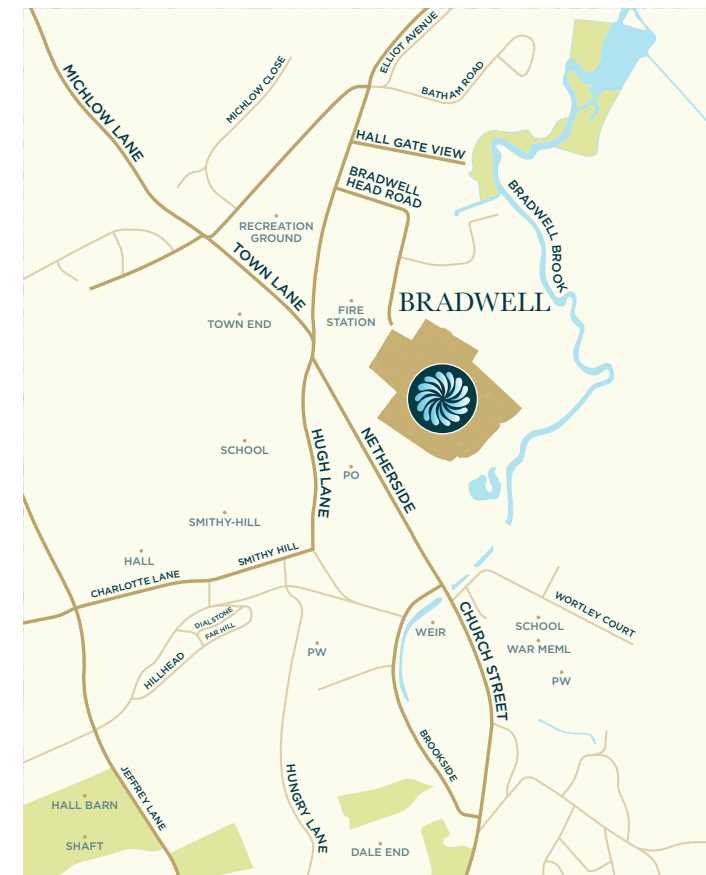 ELLIOT AVENUE
MICHLOW LANE
MICHLOW CLOSE
BATHAM ROAD
HALL GATE VIEW
BRADWELL
HEAD ROAD
BRADWELL BROOK
RECREATION
GROUND
TOWN LANE
BRADWELL
FIRE
STATION
TOWN END
HUGH LANE
NETHERSIDE
SCHOOL
PO
SMITHY-HILL
HALL
SMITHY HILL
CHARLOTTE LANE
WORTLEY COURT
CHURCH STREET
DIALSTONE
FAR HILL
WEIR
SCHOOL
WAR MEML
PW
HILLHEAD
PW
BROOKSIDE
JEFFREY LANE
HUNGRY LANE
HALL BARN
SHAFT
DALE END